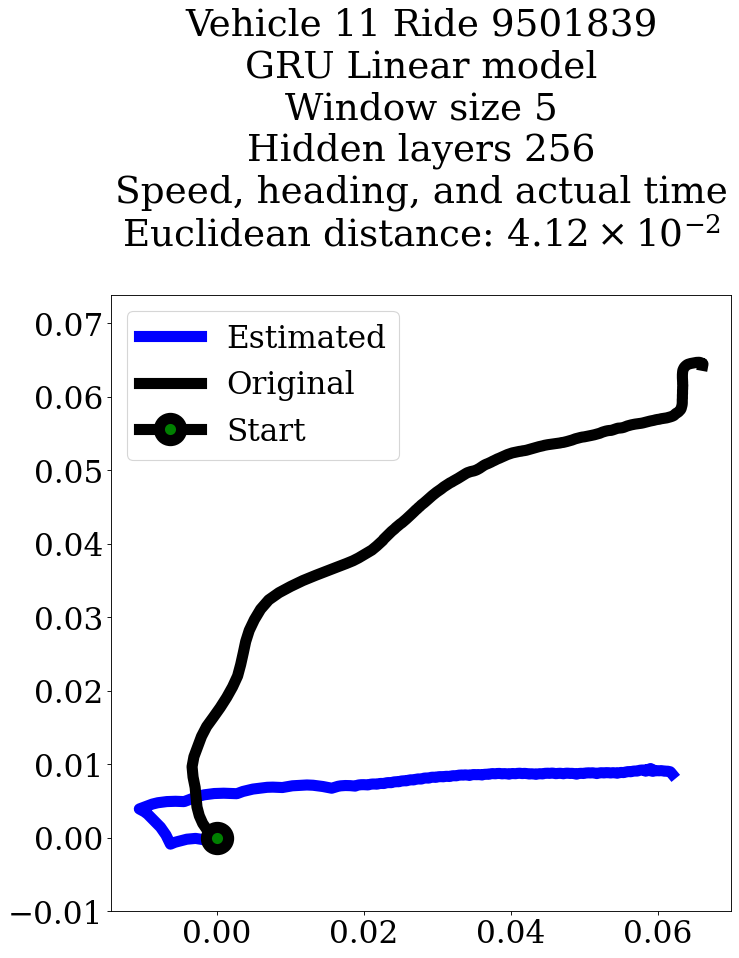 Vehicle 11 Ride 9501839
GRU Linear model
Window size 5
Hidden layers 256
Speed, heading, and actual time
Euclidean distance: 4.12 × 10⁻²
Estimated
Original
Start
0.07
0.06
0.05
0.04
0.03
0.02
0.01
0.00
−0.01
0.00 0.02 0.04 0.06